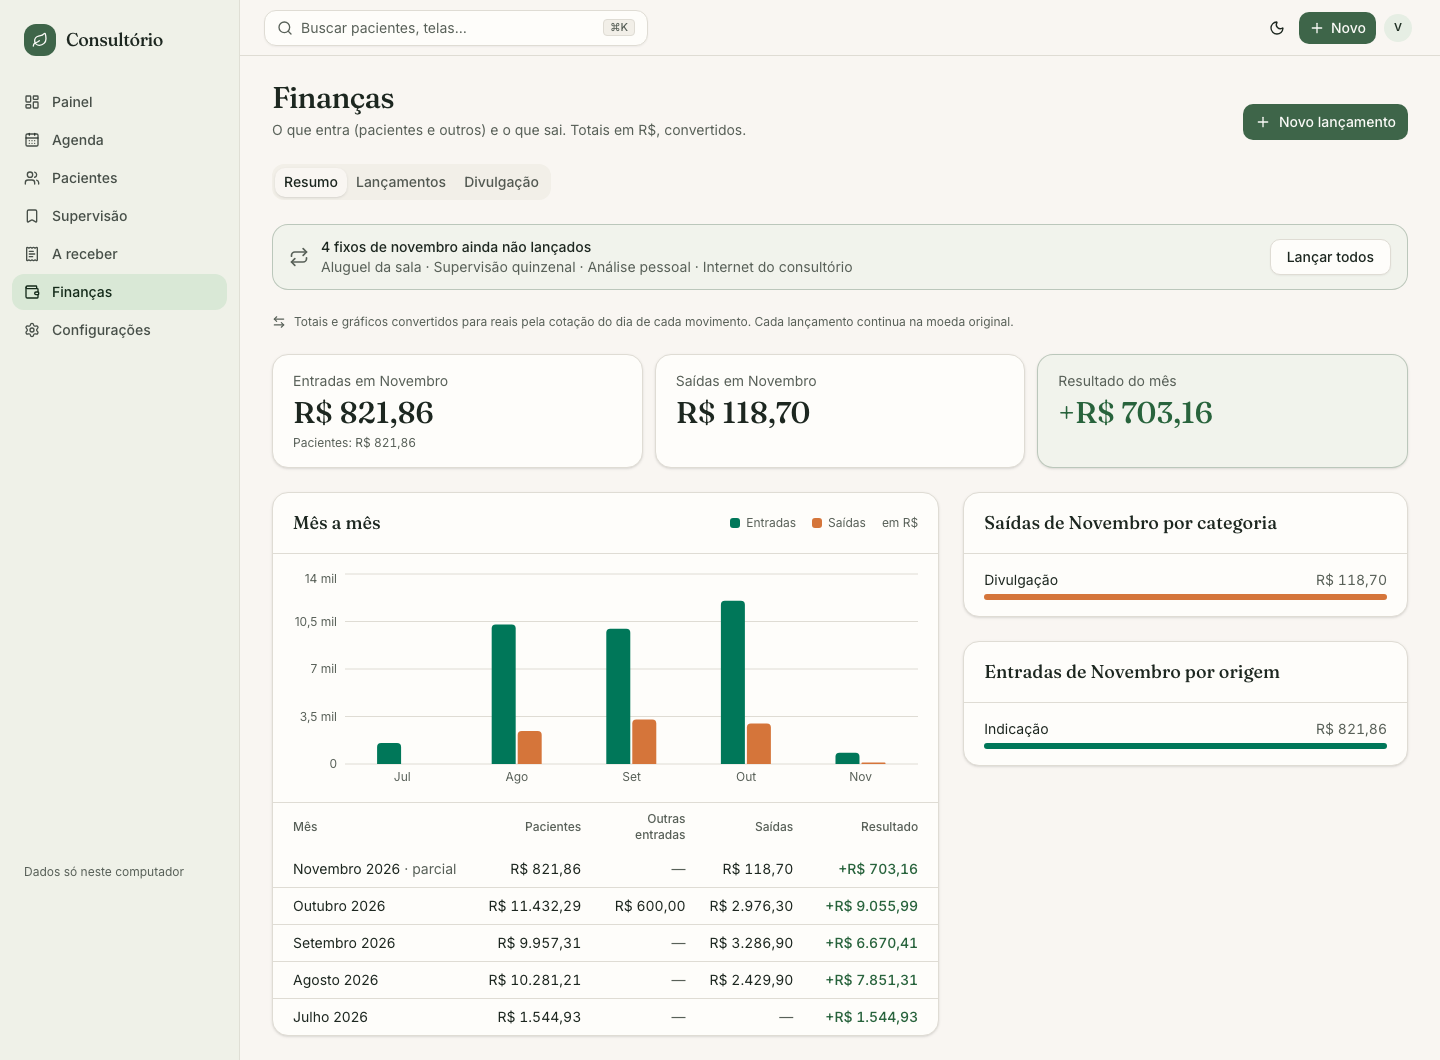 Consultório
Buscar pacientes, telas...
⌘K
Novo
V
Painel
Agenda
Pacientes
Supervisão
A receber
Finanças
Configurações
Dados só neste computador
Finanças
O que entra (pacientes e outros) e o que sai. Totais em R$, convertidos.
Novo lançamento
Resumo Lançamentos Divulgação
4 fixos de novembro ainda não lançados
Aluguel da sala · Supervisão quinzenal · Análise pessoal · Internet do consultório
Lançar todos
Totais e gráficos convertidos para reais pela cotação do dia de cada movimento. Cada lançamento continua na moeda original.
Entradas em Novembro
R$ 821,86
Pacientes: R$ 821,86
Saídas em Novembro
R$ 118,70
Resultado do mês
+R$ 703,16
Mês a mês
Entradas Saídas em R$
14 mil
10,5 mil
7 mil
3,5 mil
0
Jul Ago Set Out Nov
Mês Pacientes Outras entradas Saídas Resultado
Novembro 2026 · parcial R$ 821,86 — R$ 118,70 +R$ 703,16
Outubro 2026 R$ 11.432,29 R$ 600,00 R$ 2.976,30 +R$ 9.055,99
Setembro 2026 R$ 9.957,31 — R$ 3.286,90 +R$ 6.670,41
Agosto 2026 R$ 10.281,21 — R$ 2.429,90 +R$ 7.851,31
Julho 2026 R$ 1.544,93 — — +R$ 1.544,93
Saídas de Novembro por categoria
Divulgação R$ 118,70
Entradas de Novembro por origem
Indicação R$ 821,86